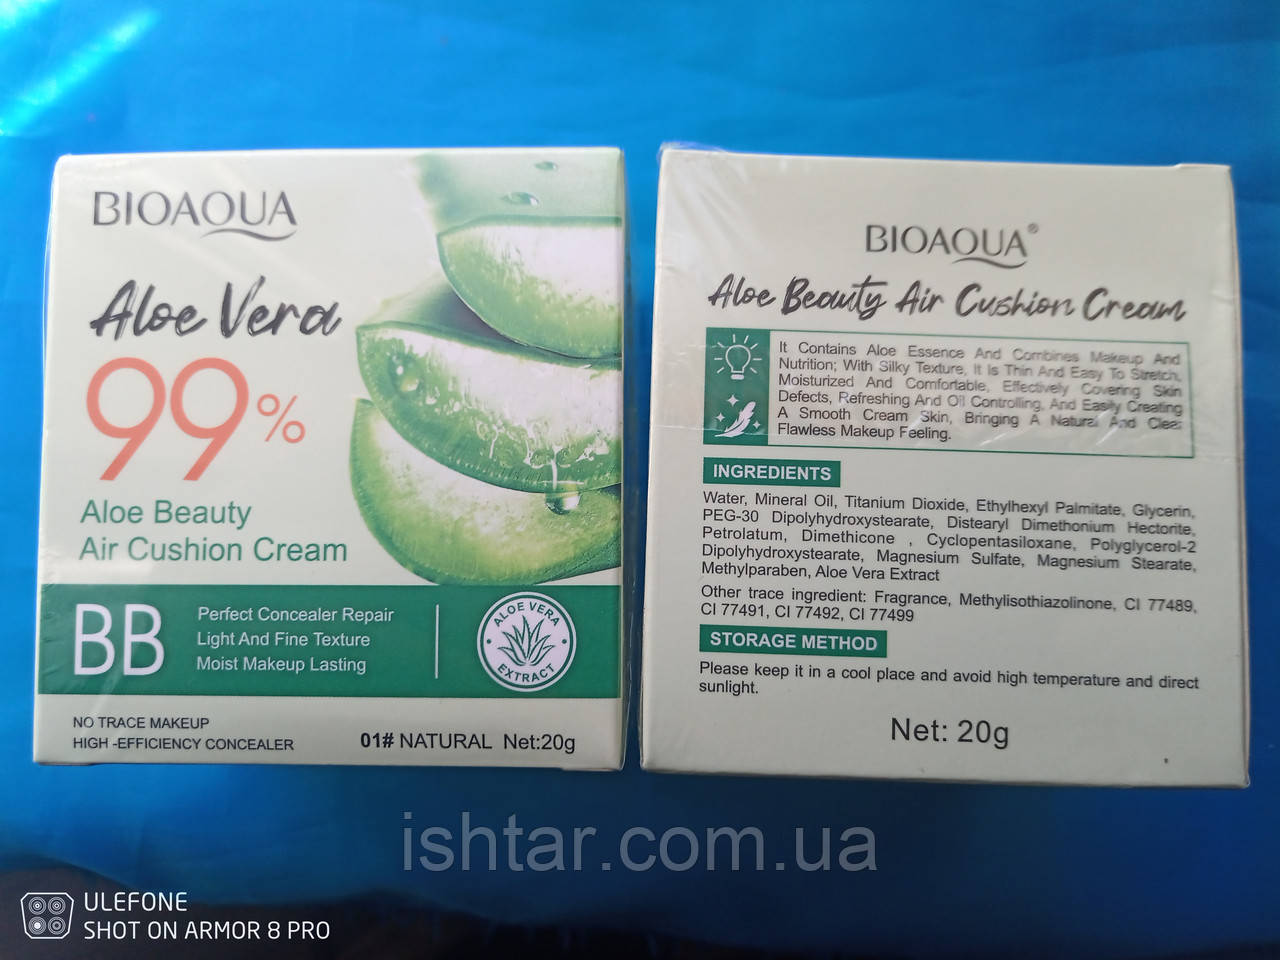 BIOAQUA
Aloe Vera
99%
Aloe Beauty
Air Cushion Cream
BB
Perfect Concealer Repair
Light And Fine Texture
Moist Makeup Lasting
ALOE VERA
EXTRACT
NO TRACE MAKEUP
HIGH -EFFICIENCY CONCEALER
01# NATURAL Net:20g
BIOAQUA®
Aloe Beauty Air Cushion Cream
It Contains Aloe Essence And Combines Makeup And
Nutrition; With Silky Texture, It Is Thin And Easy To Stretch,
Moisturized And Comfortable, Effectively Covering Skin
Defects, Refreshing And Oil Controlling, And Easily Creating
A Smooth Cream Skin, Bringing A Natural And Clear
Flawless Makeup Feeling.
INGREDIENTS
Water, Mineral Oil, Titanium Dioxide, Ethylhexyl Palmitate, Glycerin,
PEG-30 Dipolyhydroxystearate, Distearyl Dimethonium Hectorite,
Petrolatum, Dimethicone , Cyclopentasiloxane, Polyglycerol-2
Dipolyhydroxystearate, Magnesium Sulfate, Magnesium Stearate,
Methylparaben, Aloe Vera Extract
Other trace ingredient: Fragrance, Methylisothiazolinone, CI 77489,
CI 77491, CI 77492, CI 77499
STORAGE METHOD
Please keep it in a cool place and avoid high temperature and direct
sunlight.
Net: 20g
ishtar.com.ua
ULEFONE
SHOT ON ARMOR 8 PRO